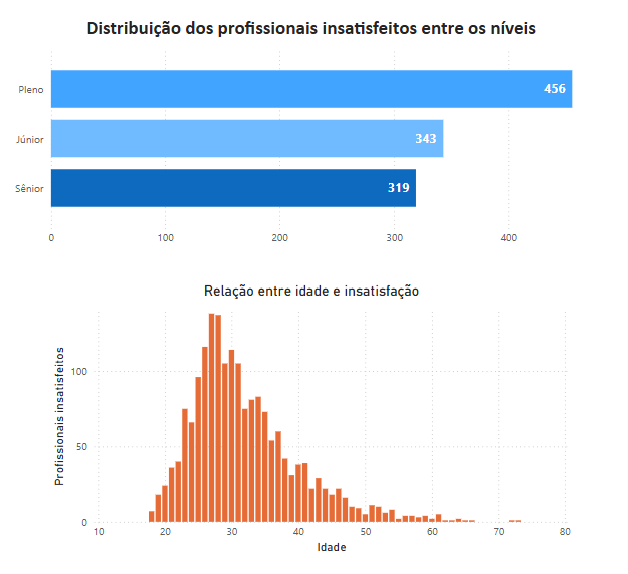 Distribuição dos profissionais insatisfeitos entre os níveis
Pleno
456
Júnior
343
Sênior
319
0 100 200 300 400
Relação entre idade e insatisfação
Profissionais insatisfeitos
100
50
0
10 20 30 40 50 60 70 80
Idade